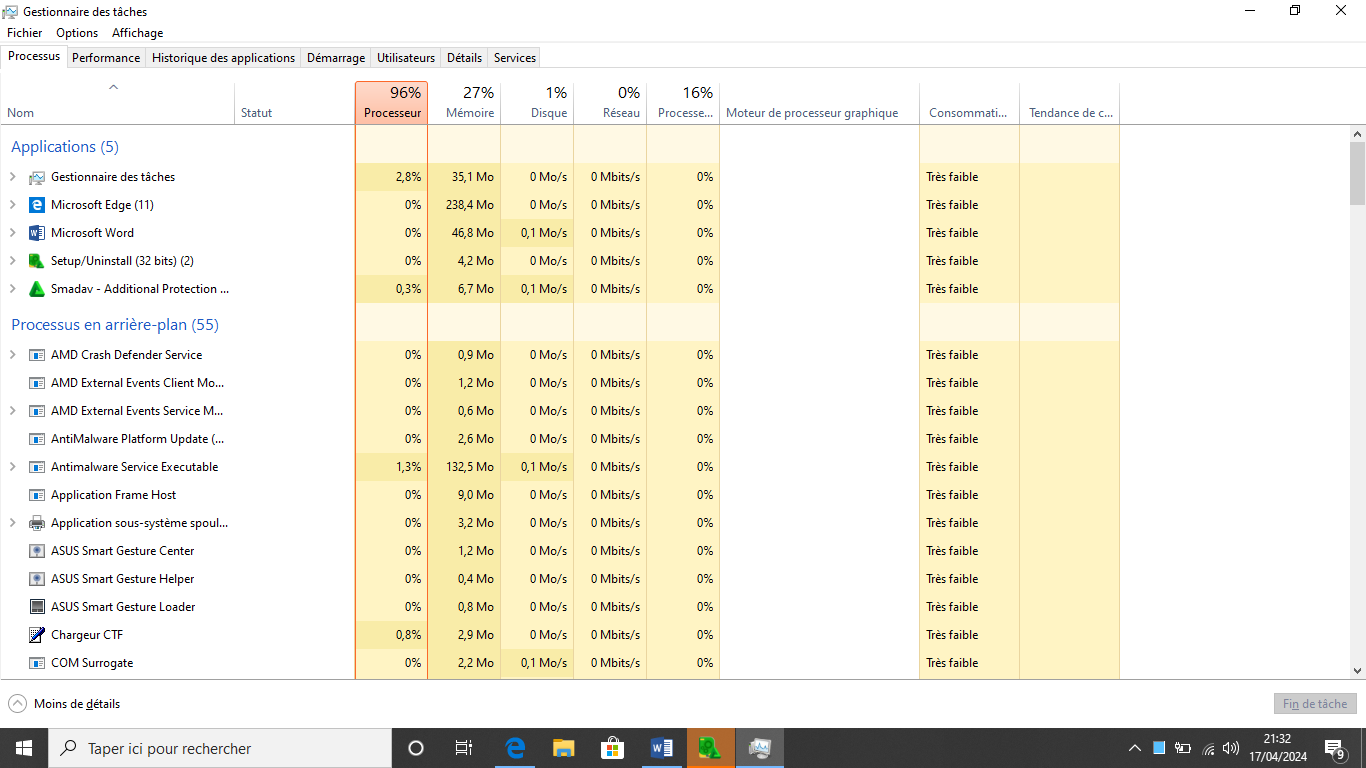 Gestionnaire des tâches
Fichier Options Affichage
Processus Performance Historique des applications Démarrage Utilisateurs Détails Services
96% 27% 1% 0% 16%
Nom Statut Processeur Mémoire Disque Réseau Processe... Moteur de processeur graphique Consommati... Tendance de c...
Applications (5)
Gestionnaire des tâches 2,8% 35,1 Mo 0 Mo/s 0 Mbits/s 0% Très faible
Microsoft Edge (11) 0% 238,4 Mo 0 Mo/s 0 Mbits/s 0% Très faible
Microsoft Word 0% 46,8 Mo 0,1 Mo/s 0 Mbits/s 0% Très faible
Setup/Uninstall (32 bits) (2) 0% 4,2 Mo 0 Mo/s 0 Mbits/s 0% Très faible
Smadav - Additional Protection ... 0,3% 6,7 Mo 0,1 Mo/s 0 Mbits/s 0% Très faible
Processus en arrière-plan (55)
AMD Crash Defender Service 0% 0,9 Mo 0 Mo/s 0 Mbits/s 0% Très faible
AMD External Events Client Mo... 0% 1,2 Mo 0 Mo/s 0 Mbits/s 0% Très faible
AMD External Events Service M... 0% 0,6 Mo 0 Mo/s 0 Mbits/s 0% Très faible
AntiMalware Platform Update (... 0% 2,6 Mo 0 Mo/s 0 Mbits/s 0% Très faible
Antimalware Service Executable 1,3% 132,5 Mo 0,1 Mo/s 0 Mbits/s 0% Très faible
Application Frame Host 0% 9,0 Mo 0 Mo/s 0 Mbits/s 0% Très faible
Application sous-système spoul... 0% 3,2 Mo 0 Mo/s 0 Mbits/s 0% Très faible
ASUS Smart Gesture Center 0% 1,2 Mo 0 Mo/s 0 Mbits/s 0% Très faible
ASUS Smart Gesture Helper 0% 0,4 Mo 0 Mo/s 0 Mbits/s 0% Très faible
ASUS Smart Gesture Loader 0% 0,8 Mo 0 Mo/s 0 Mbits/s 0% Très faible
Chargeur CTF 0,8% 2,9 Mo 0 Mo/s 0 Mbits/s 0% Très faible
COM Surrogate 0% 2,2 Mo 0,1 Mo/s 0 Mbits/s 0% Très faible
Moins de détails Fin de tâche
Taper ici pour rechercher
21:32
17/04/2024
9